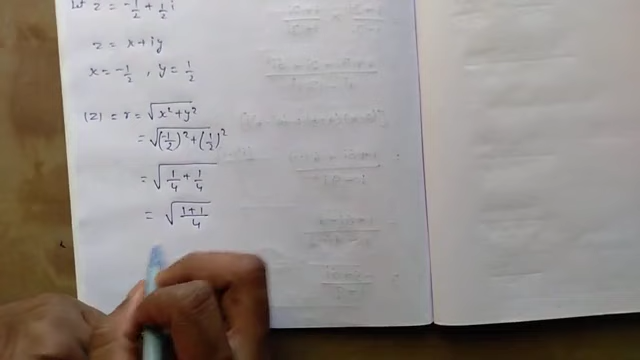 Let z = -1/2 + 1/2 i
z = x + iy
x = -1/2 , y = 1/2
(Z) = r = √(x² + y²)
= √((-1/2)² + (1/2)²)
= √(1/4 + 1/4)
= √((1+1)/4)